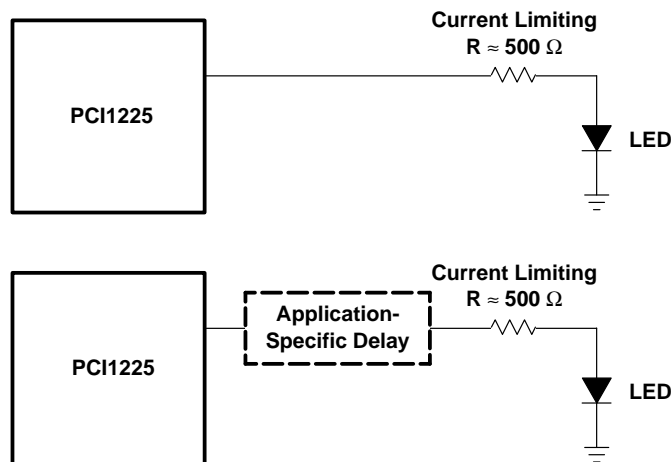 Current Limiting
R ≈ 500 Ω
PCI1225
LED
Current Limiting
R ≈ 500 Ω
Application-
Specific Delay
PCI1225
LED